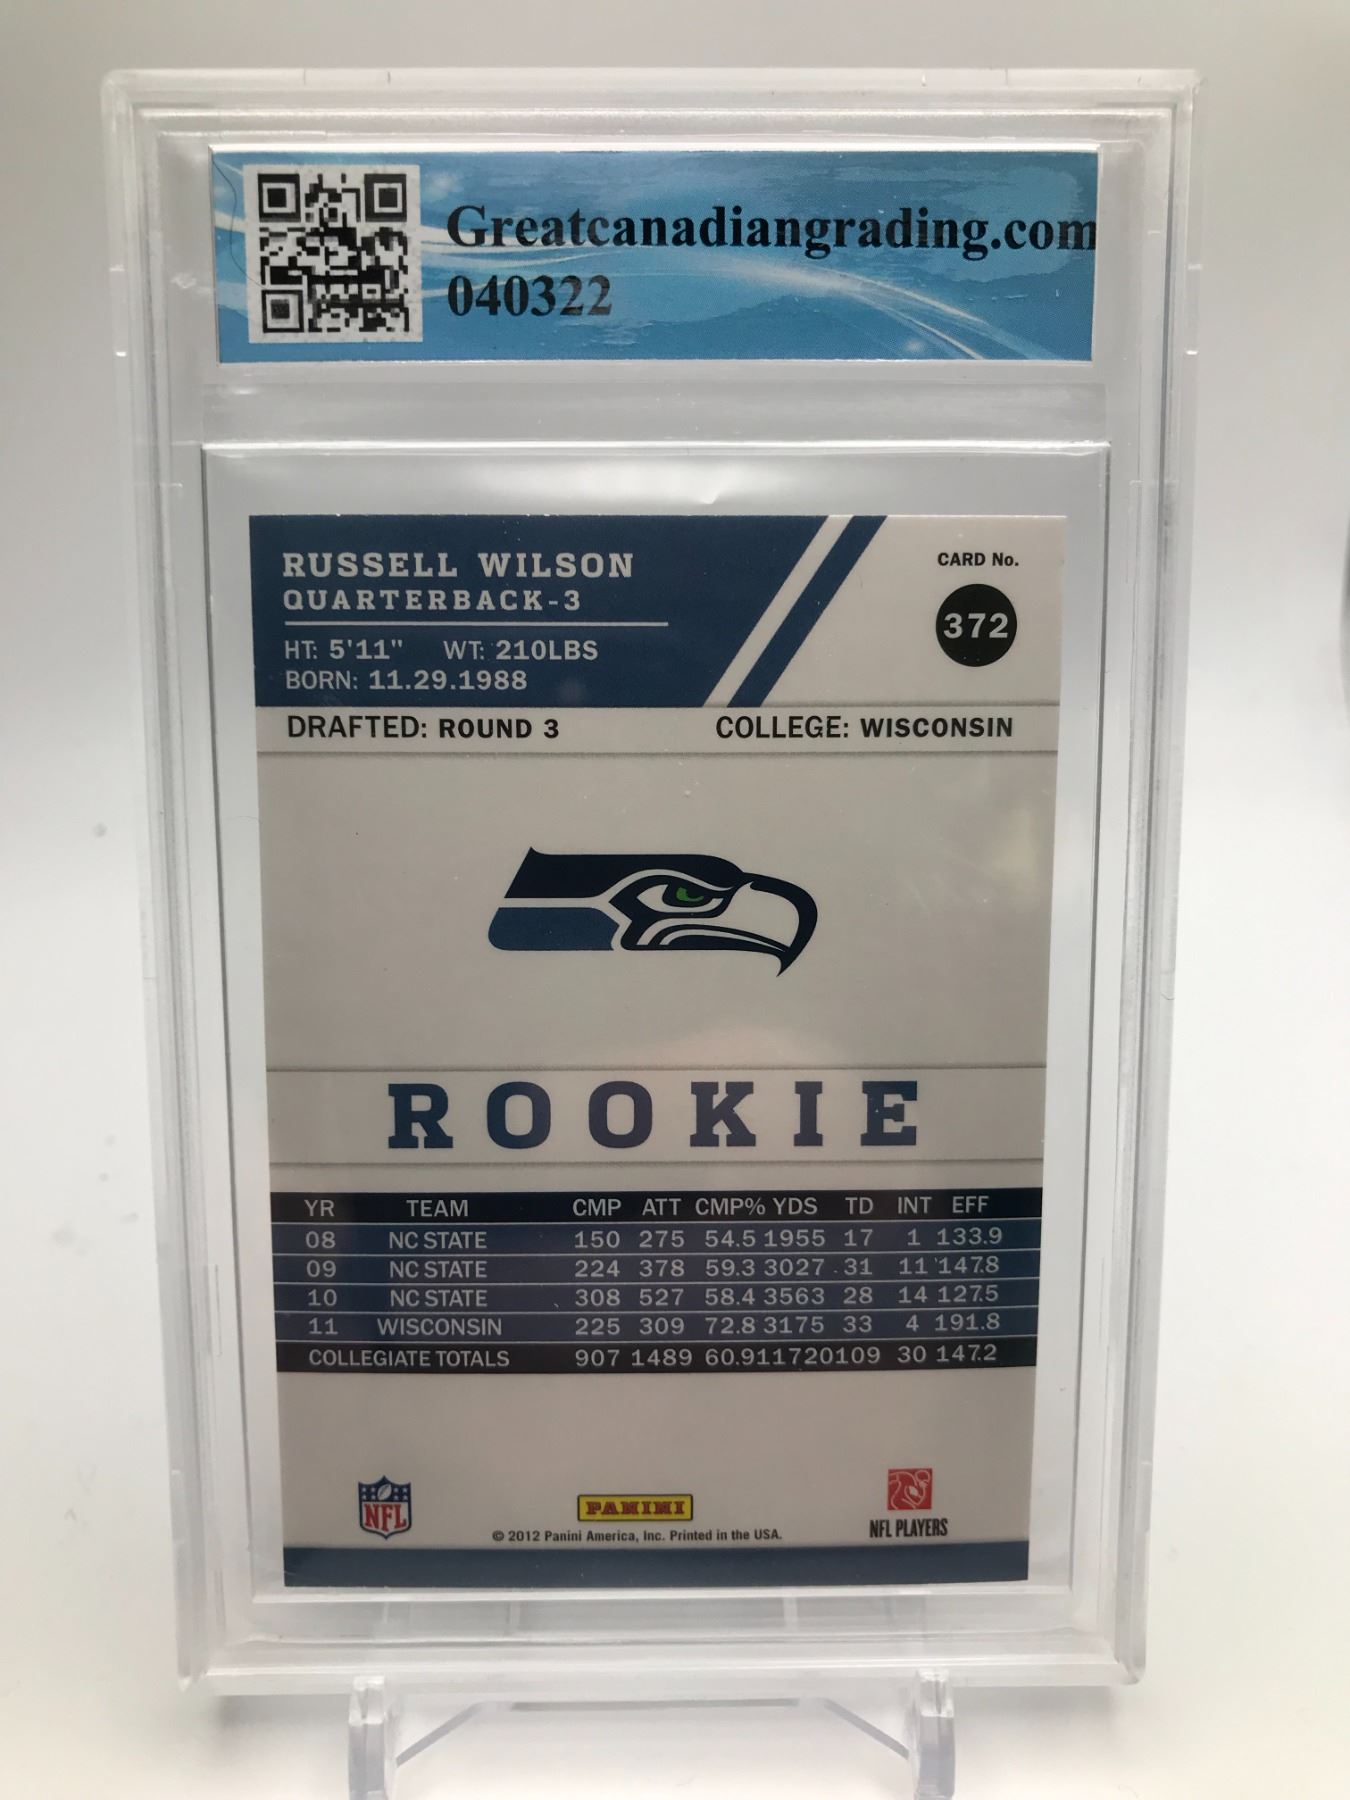 Greatcanadiangrading.com
040322
RUSSELL WILSON
QUARTERBACK-3
HT: 5'11" WT: 210LBS
BORN: 11.29.1988
CARD No.
372
DRAFTED: ROUND 3 COLLEGE: WISCONSIN
ROOKIE
YR TEAM CMP ATT CMP% YDS TD INT EFF
08 NC STATE 150 275 54.5 1955 17 1 133.9
09 NC STATE 224 378 59.3 3027 31 11 147.8
10 NC STATE 308 527 58.4 3563 28 14 127.5
11 WISCONSIN 225 309 72.8 3175 33 4 191.8
COLLEGIATE TOTALS 907 1489 60.9 11720 109 30 147.2
NFL
PANINI
© 2012 Panini America, Inc. Printed in the USA.
NFL PLAYERS